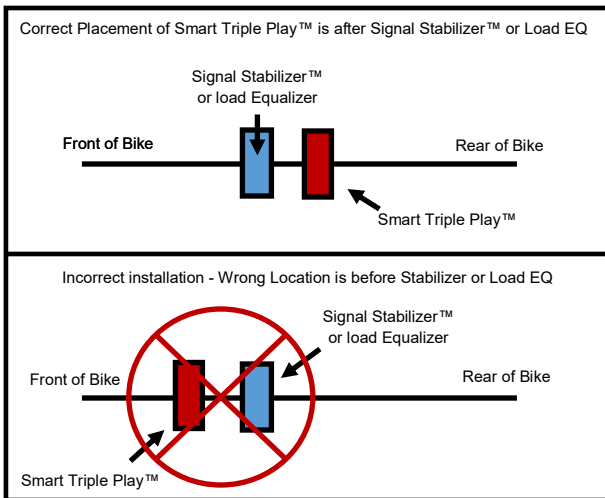 Correct Placement of Smart Triple Play™ is after Signal Stabilizer™ or Load EQ
Signal Stabilizer™
or load Equalizer
Front of Bike
Rear of Bike
Smart Triple Play™
Incorrect installation - Wrong Location is before Stabilizer or Load EQ
Signal Stabilizer™
or load Equalizer
Front of Bike
Rear of Bike
Smart Triple Play™